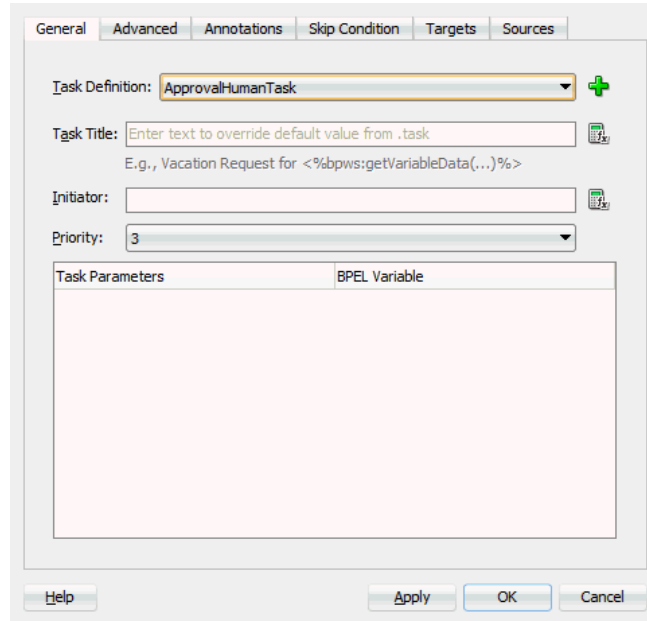 General Advanced Annotations Skip Condition Targets Sources
Task Definition: ApprovalHumanTask
Task Title: Enter text to override default value from .task
E.g., Vacation Request for <%bpws:getVariableData(...)%>
Initiator:
Priority: 3
Task Parameters BPEL Variable
Help Apply OK Cancel